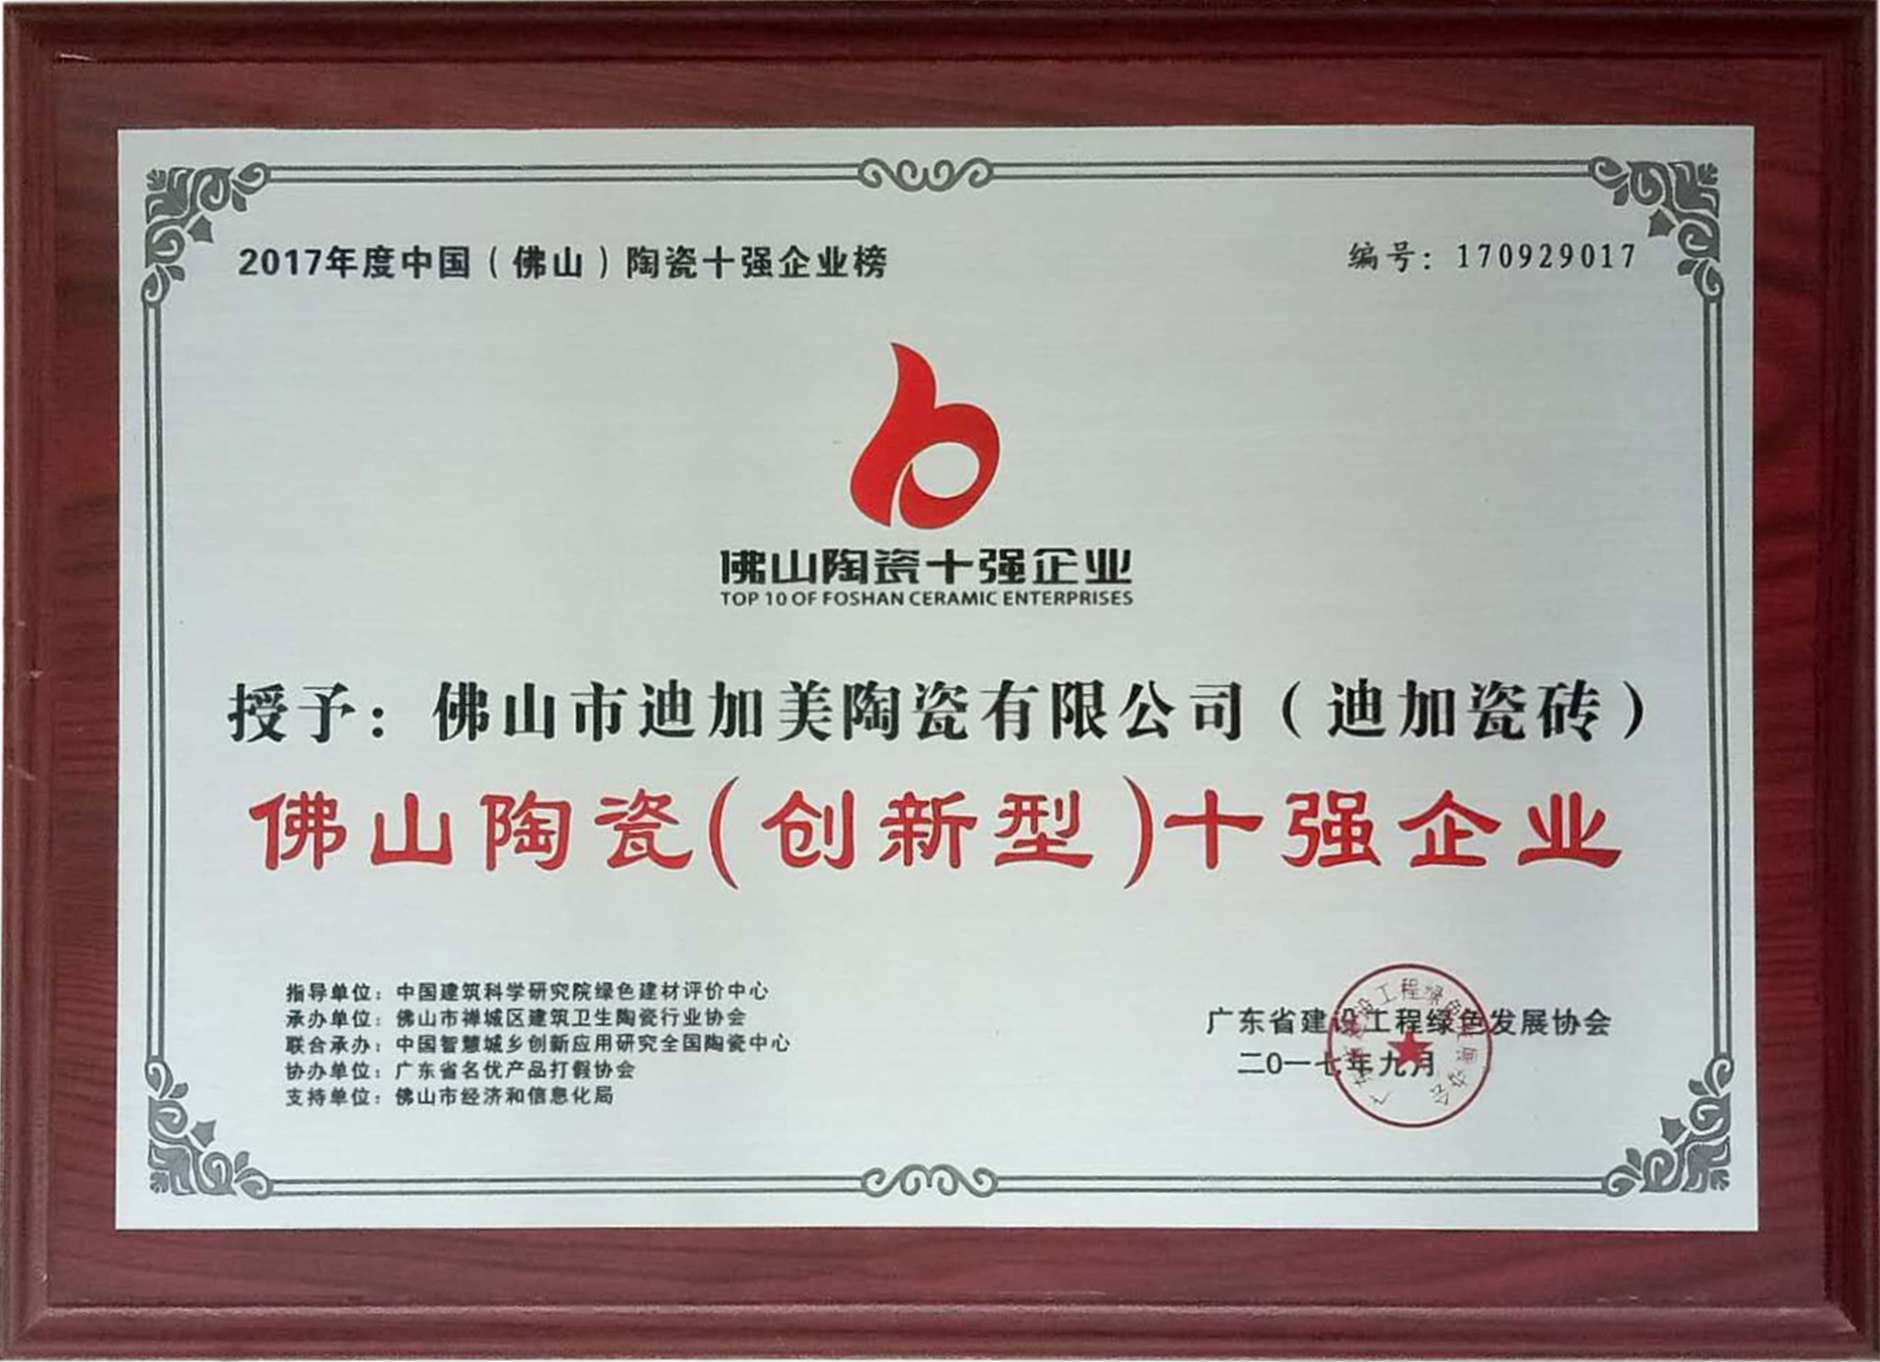 2017年度中国（佛山）陶瓷十强企业榜
编号：170929017
佛山陶瓷十强企业
TOP 10 OF FOSHAN CERAMIC ENTERPRISES
授予：佛山市迪加美陶瓷有限公司（迪加瓷砖）
佛山陶瓷(创新型)十强企业
指导单位：中国建筑科学研究院绿色建材评价中心
承办单位：佛山市禅城区建筑卫生陶瓷行业协会
联合承办：中国智慧城乡创新应用研究全国陶瓷中心
协办单位：广东省名优产品打假协会
支持单位：佛山市经济和信息化局
广东省建设工程绿色发展协会
二〇一七年九月